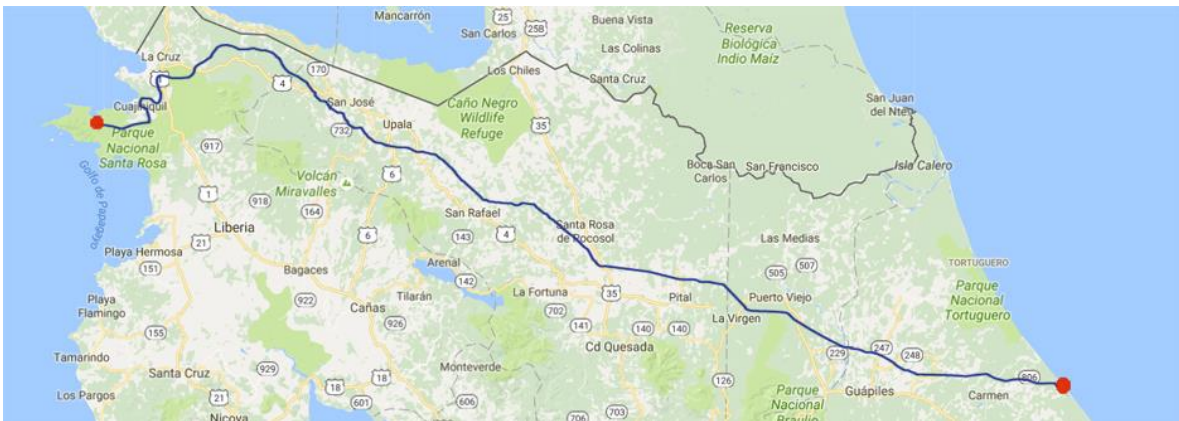 Mancarrón
25
San Carlos
25B
Buena Vista
Las Colinas
Reserva
Biológica
Indio Maíz
La Cruz
1
170
Los Chiles
Santa Cruz
4
San José
Caño Negro
Wildlife
Refuge
35
San Juan
del Norte
Cuajiniquil
732
Upala
Parque
Nacional
Santa Rosa
917
6
Boca San
Carlos
San Francisco
Isla Calero
Golfo de Papagayo
Volcán
Miravalles
1
918
164
San Rafael
Santa Rosa
de Pocosol
Liberia
21
6
143
4
Las Medias
Playa Hermosa
151
Arenal
505
507
TORTUGUERO
Bagaces
142
Parque
Nacional
Tortuguero
Playa
Flamingo
922
Tilarán
La Fortuna
35
Pital
Puerto Viejo
Cañas
702
La Virgen
155
926
141
140
140
Cd Quesada
229
247
248
Tamarindo
Santa Cruz
929
Monteverde
806
18
18
126
Guápiles
Carmen
Los Pargos
21
601
606
Parque
Nacional
Braulio
Nicoya
706
703